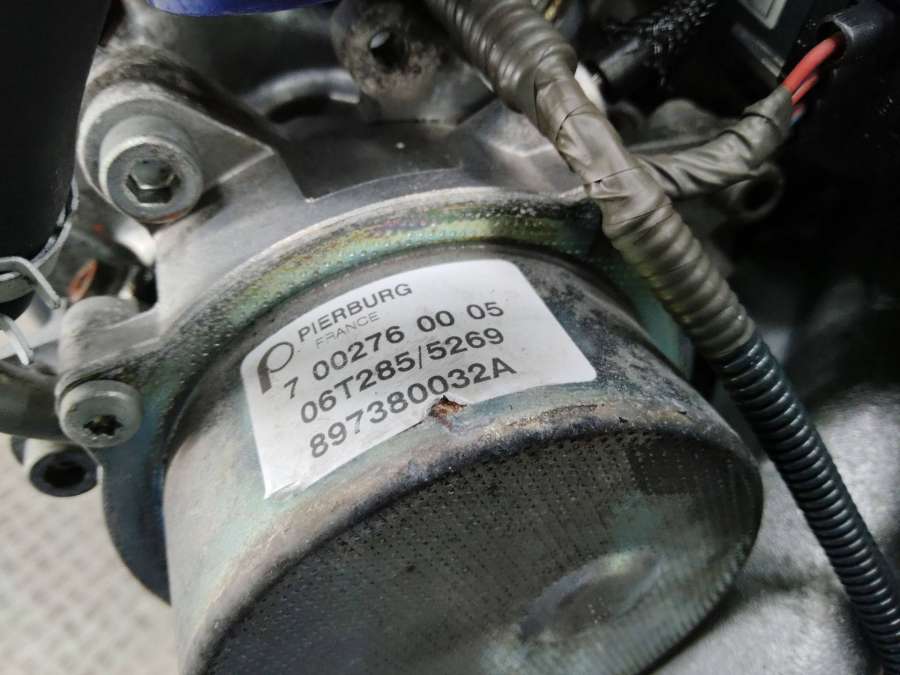 PIERBURG
FRANCE
7 00276 00 05
06T285/5269
897380032A